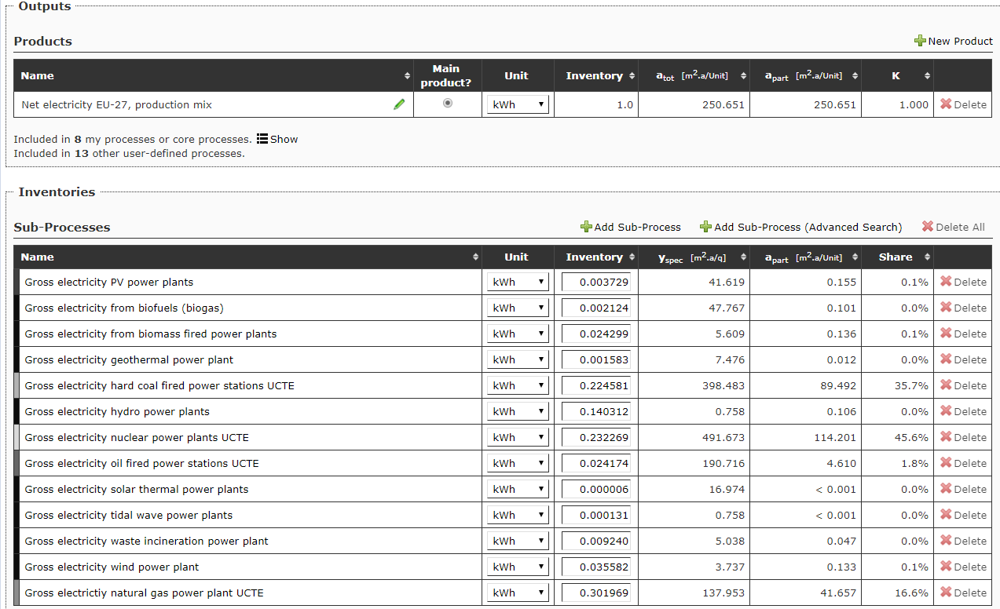 Outputs
Products
New Product
Name Main product? Unit Inventory a_tot [m².a/Unit] a_part [m².a/Unit] K
Net electricity EU-27, production mix kWh 1.0 250.651 250.651 1.000 Delete
Included in 8 my processes or core processes. Show
Included in 13 other user-defined processes.
Inventories
Sub-Processes
Add Sub-Process Add Sub-Process (Advanced Search) Delete All
Name Unit Inventory y_spec [m².a/q] a_part [m².a/Unit] Share
Gross electricity PV power plants kWh 0.003729 41.619 0.155 0.1% Delete
Gross electricity from biofuels (biogas) kWh 0.002124 47.767 0.101 0.0% Delete
Gross electricity from biomass fired power plants kWh 0.024299 5.609 0.136 0.1% Delete
Gross electricity geothermal power plant kWh 0.001583 7.476 0.012 0.0% Delete
Gross electricity hard coal fired power stations UCTE kWh 0.224581 398.483 89.492 35.7% Delete
Gross electricity hydro power plants kWh 0.140312 0.758 0.106 0.0% Delete
Gross electricity nuclear power plants UCTE kWh 0.232269 491.673 114.201 45.6% Delete
Gross electricity oil fired power stations UCTE kWh 0.024174 190.716 4.610 1.8% Delete
Gross electricity solar thermal power plants kWh 0.000006 16.974 < 0.001 0.0% Delete
Gross electricity tidal wave power plants kWh 0.000131 0.758 < 0.001 0.0% Delete
Gross electricity waste incineration power plant kWh 0.009240 5.038 0.047 0.0% Delete
Gross electricity wind power plant kWh 0.035582 3.737 0.133 0.1% Delete
Gross electrictiy natural gas power plant UCTE kWh 0.301969 137.953 41.657 16.6% Delete